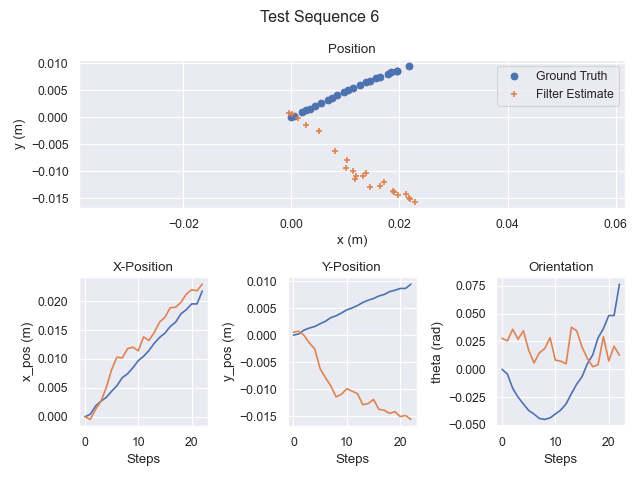 Test Sequence 6
Position
Ground Truth
Filter Estimate
0.010
0.005
0.000
−0.005
−0.010
−0.015
y (m)
−0.02 0.00 0.02 0.04 0.06
x (m)
X-Position
0.020
0.015
0.010
0.005
0.000
x_pos (m)
0 10 20
Steps
Y-Position
0.010
0.005
0.000
−0.005
−0.010
−0.015
y_pos (m)
0 10 20
Steps
Orientation
0.075
0.050
0.025
0.000
−0.025
−0.050
theta (rad)
0 10 20
Steps